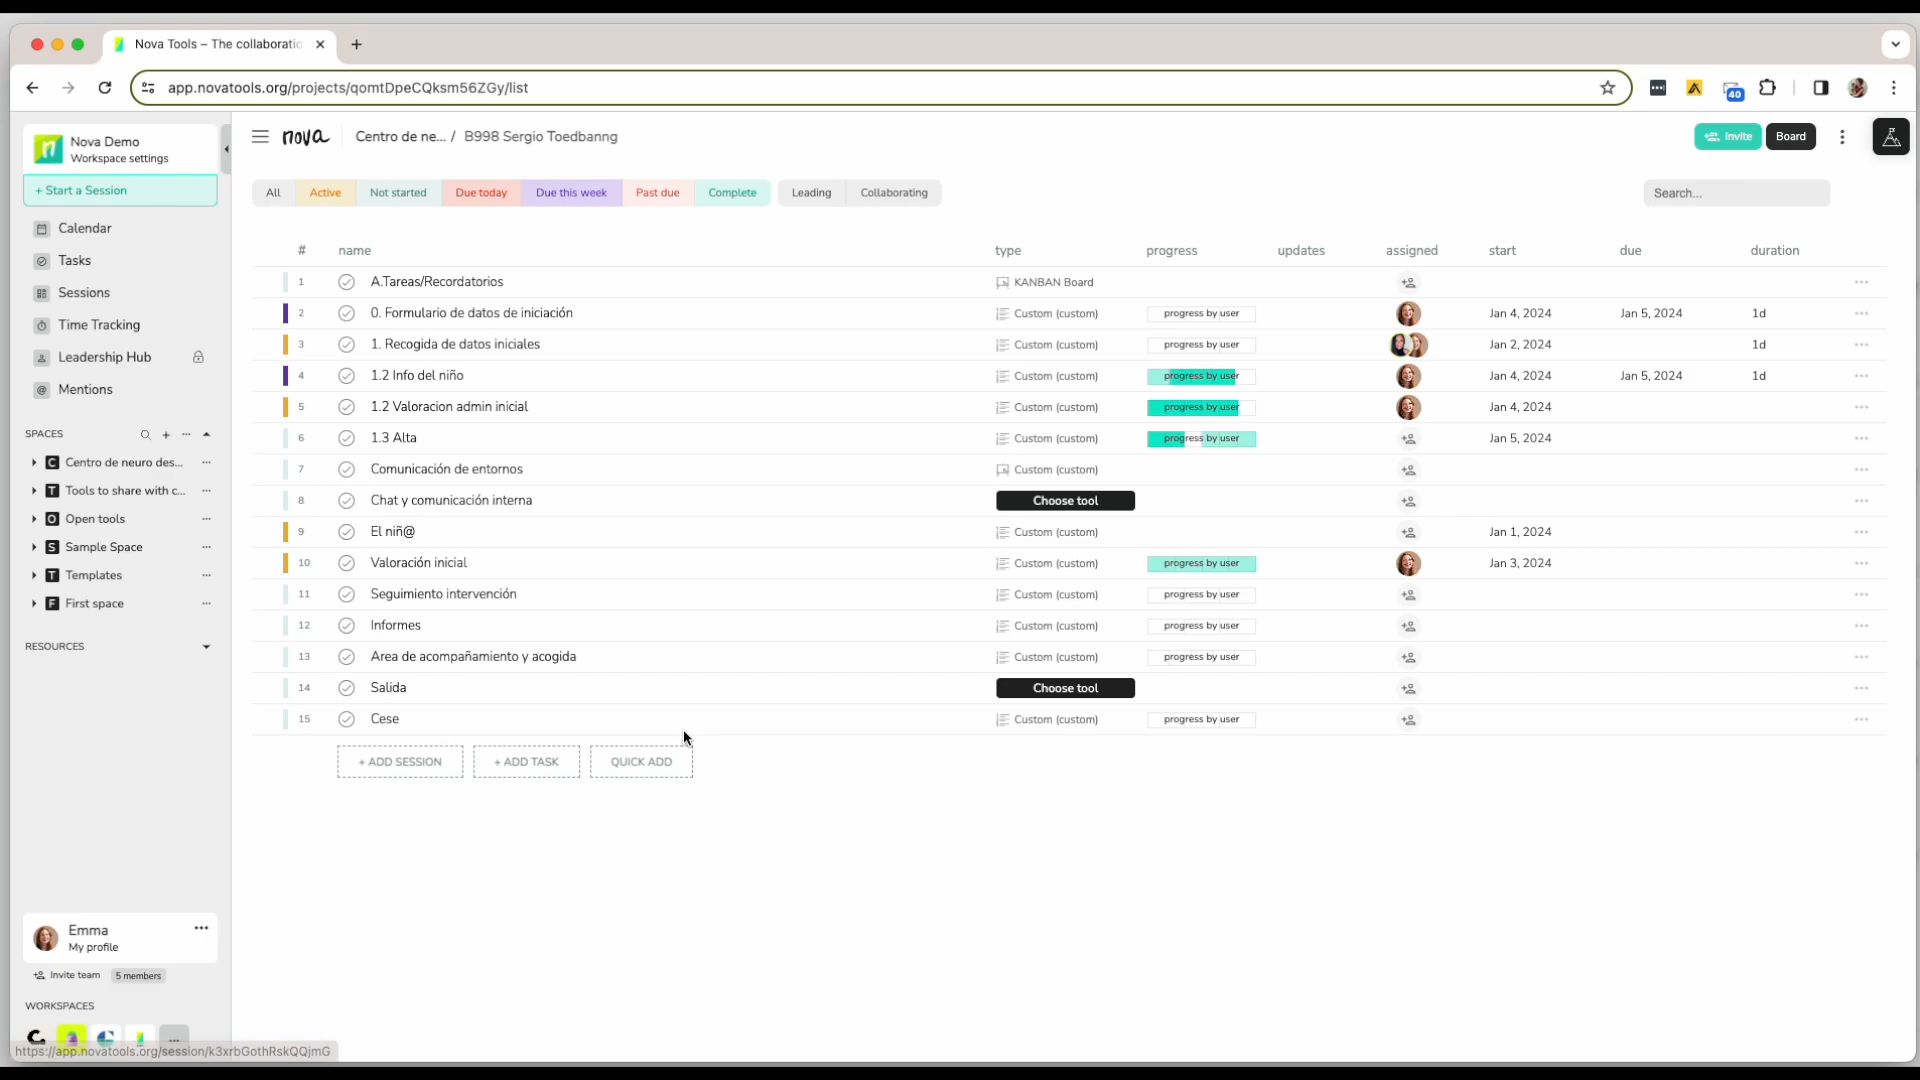 Nova Tools – The collaboratio
app.novatools.org/projects/qomtDpeCQksm56ZGy/list
40
Nova Demo
Workspace settings
nova
Centro de ne... / B998 Sergio Toedbanng
Invite
Board
+ Start a Session
All
Active
Not started
Due today
Due this week
Past due
Complete
Leading
Collaborating
Search...
Calendar
Tasks
Sessions
Time Tracking
Leadership Hub
@ Mentions
SPACES
C Centro de neuro des...
T Tools to share with c...
O Open tools
S Sample Space
T Templates
F First space
RESOURCES
# name type progress updates assigned start due duration
1 A.Tareas/Recordatorios KANBAN Board
2 0. Formulario de datos de iniciación Custom (custom) progress by user Jan 4, 2024 Jan 5, 2024 1d
3 1. Recogida de datos iniciales Custom (custom) progress by user Jan 2, 2024 1d
4 1.2 Info del niño Custom (custom) progress by user Jan 4, 2024 Jan 5, 2024 1d
5 1.2 Valoracion admin inicial Custom (custom) progress by user Jan 4, 2024
6 1.3 Alta Custom (custom) progress by user Jan 5, 2024
7 Comunicación de entornos Custom (custom)
8 Chat y comunicación interna Choose tool
9 El niñ@ Custom (custom) Jan 1, 2024
10 Valoración inicial Custom (custom) progress by user Jan 3, 2024
11 Seguimiento intervención Custom (custom) progress by user
12 Informes Custom (custom) progress by user
13 Area de acompañamiento y acogida Custom (custom) progress by user
14 Salida Choose tool
15 Cese Custom (custom) progress by user
+ ADD SESSION
+ ADD TASK
QUICK ADD
Emma
My profile
Invite team
5 members
WORKSPACES
https://app.novatools.org/session/k3xrbGothRskQQjmG